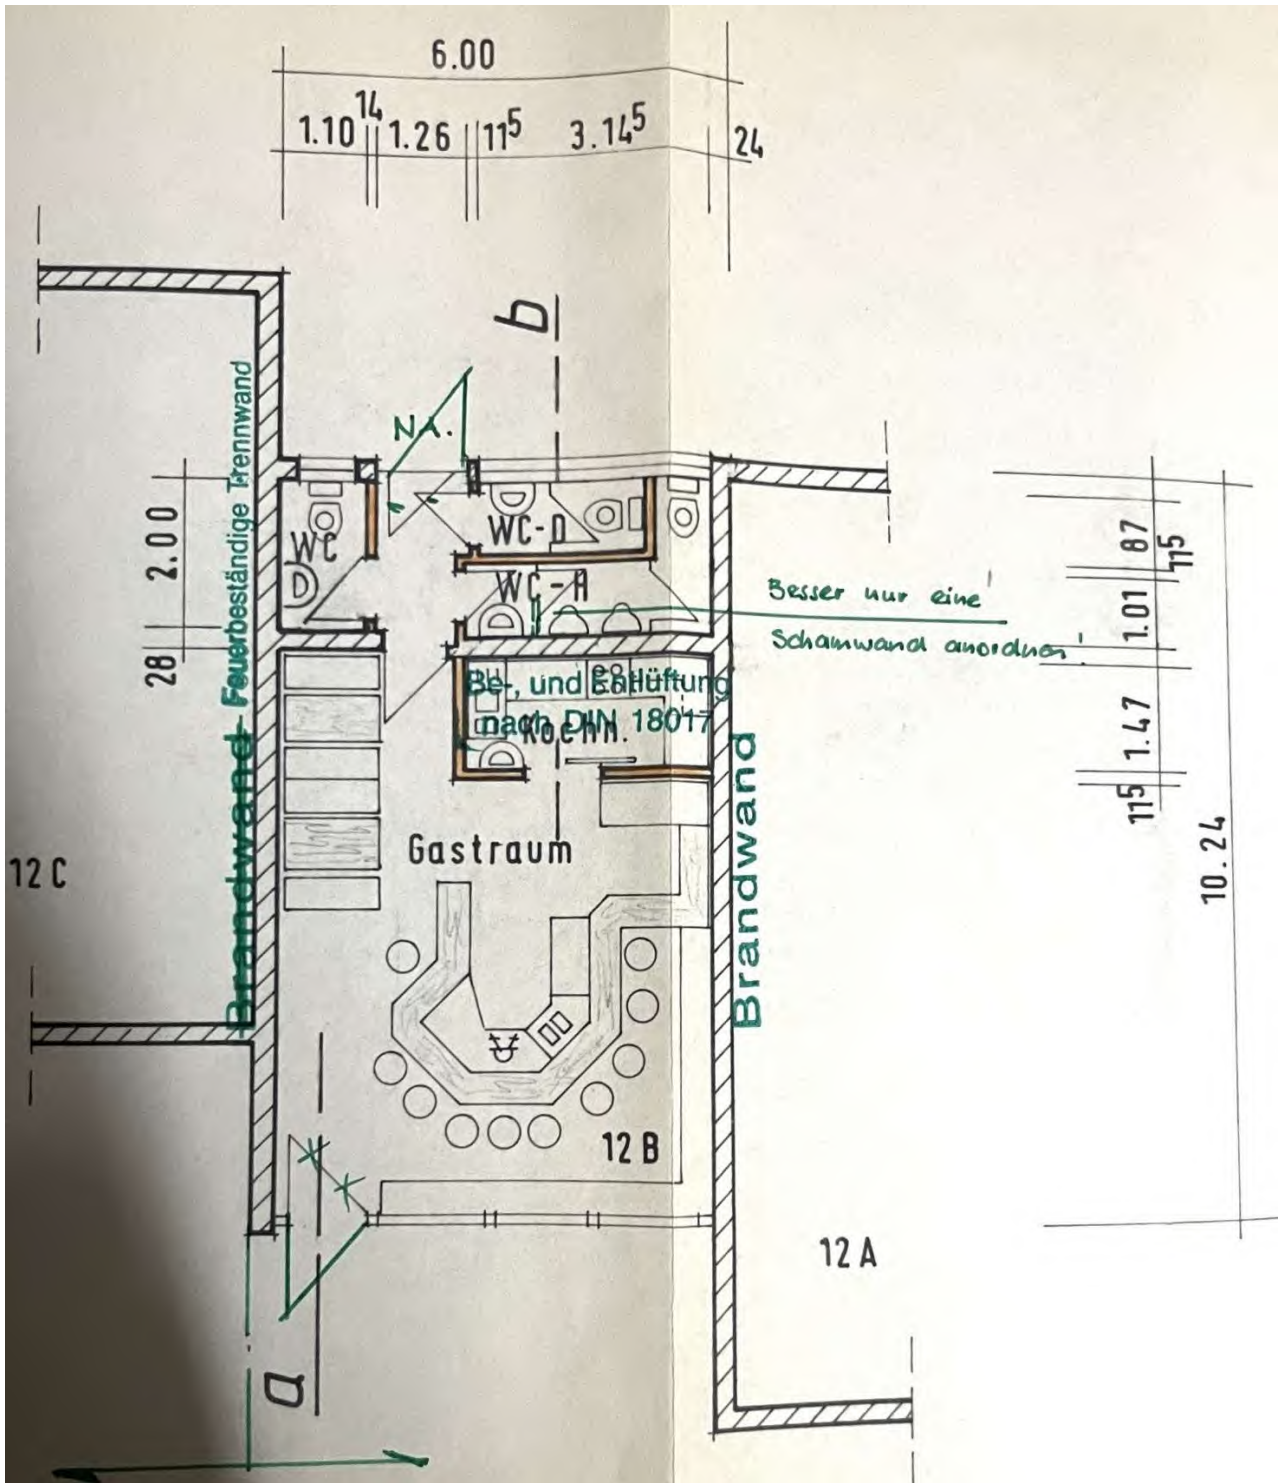 6.00
14
1.10 1.26 11⁵ 3.14⁵ 24
b
Feuerbeständige Trennwand
Brandwand
N.A.
2.00
28
WC
WC-D
WC-H
Besser nur eine
Schamwand anordnen!
87
11⁵
1.01
1.47
11⁵
10.24
Be-, und Entlüftung
nach DIN 18017
Kochn.
Brandwand
Gastraum
12 C
12 B
12 A
a